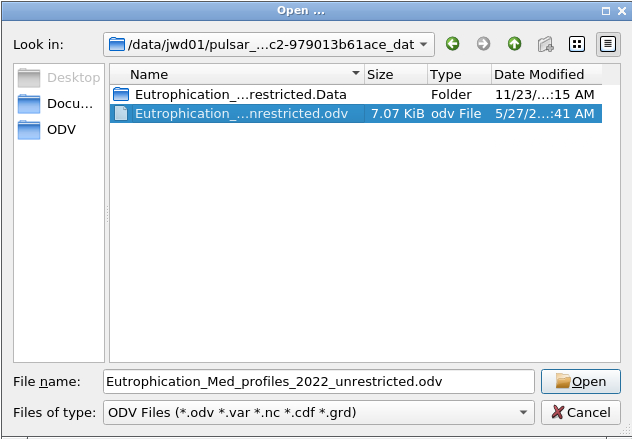 Open ...
Look in: /data/jwd01/pulsar_...c2-979013b61ace_dat
Desktop
Docu...
ODV
Name Size Type Date Modified
Eutrophication_...restricted.Data Folder 11/23/...:15 AM
Eutrophication_...nrestricted.odv 7.07 KiB odv File 5/27/2...:41 AM
File name: Eutrophication_Med_profiles_2022_unrestricted.odv Open
Files of type: ODV Files (*.odv *.var *.nc *.cdf *.grd) Cancel